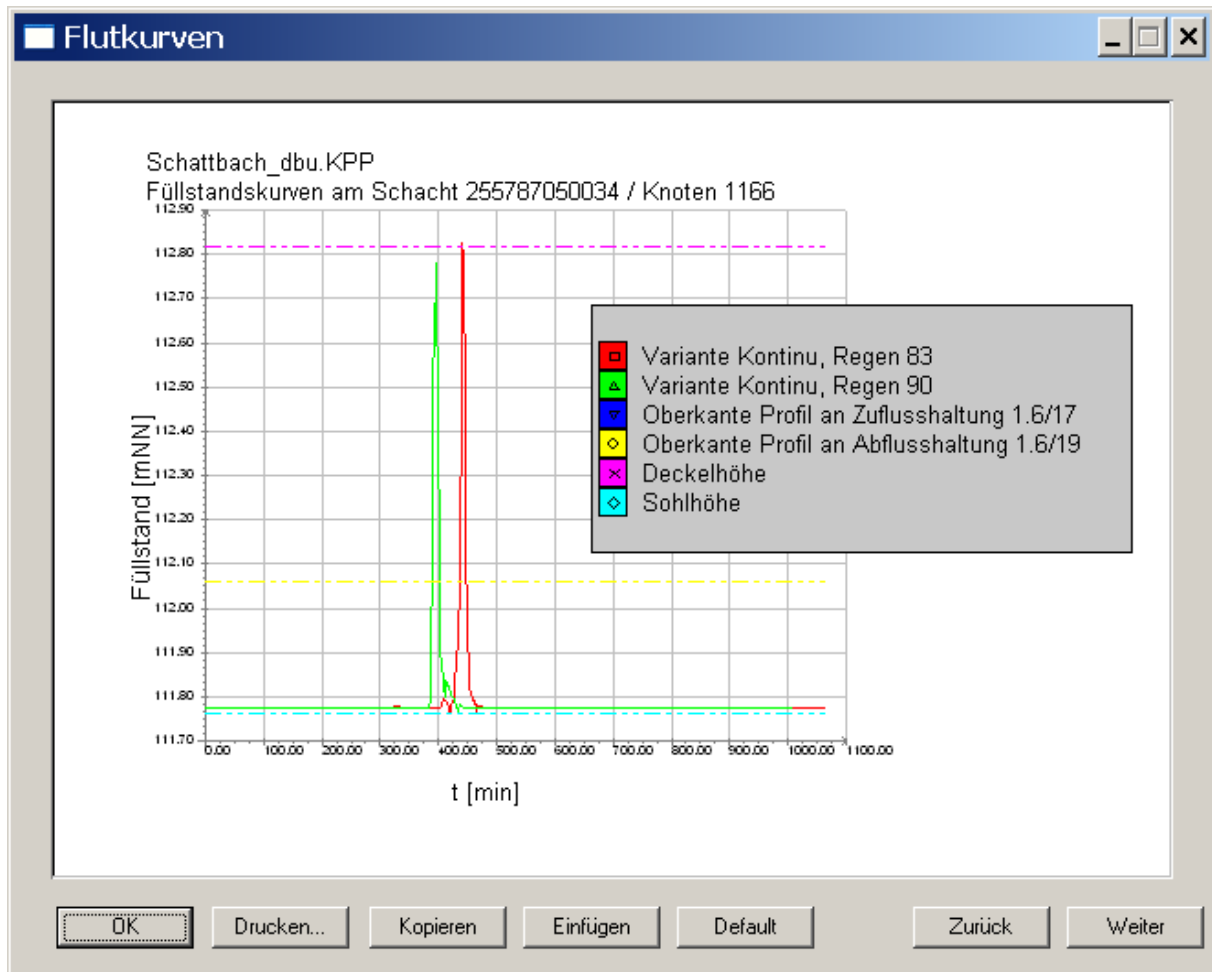 Flutkurven
Schattbach_dbu.KPP
Füllstandskurven am Schacht 255787050034 / Knoten 1166
112.90
112.80
112.70
112.60
112.50
112.40
112.30
112.20
112.10
112.00
111.90
111.80
111.70
Füllstand [mNN]
0.00 100.00 200.00 300.00 400.00 500.00 600.00 700.00 800.00 900.00 1000.00 1100.00
t [min]
Variante Kontinu, Regen 83
Variante Kontinu, Regen 90
Oberkante Profil an Zuflusshaltung 1.6/17
Oberkante Profil an Abflusshaltung 1.6/19
Deckelhöhe
Sohlhöhe
OK Drucken... Kopieren Einfügen Default Zurück Weiter